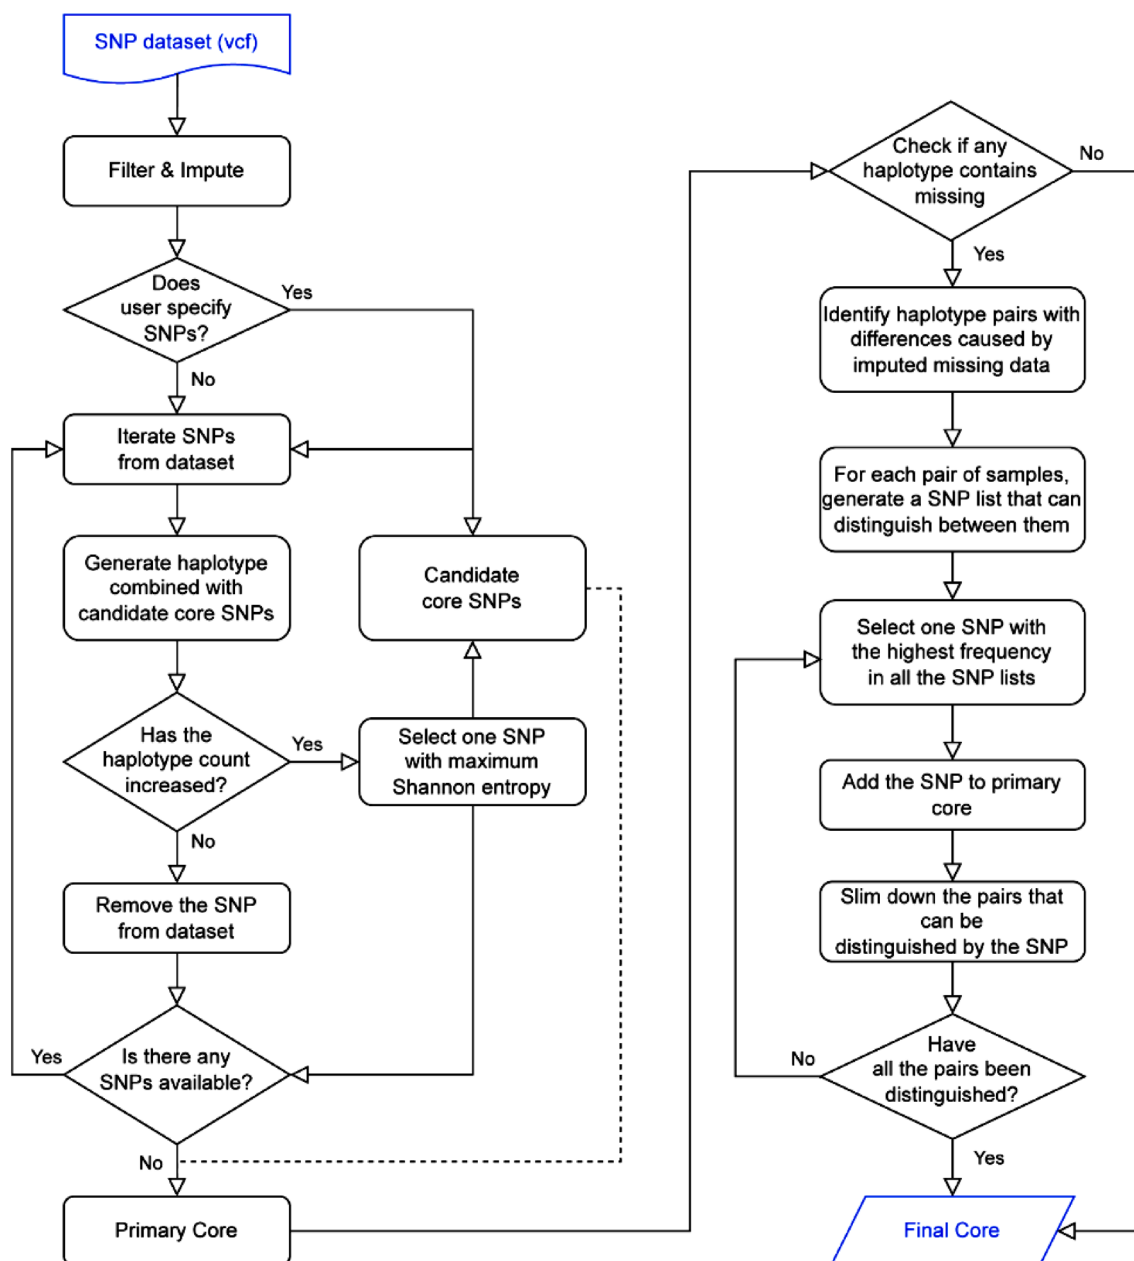 SNP dataset (vcf)
Filter & Impute
Does
user specify
SNPs?
Yes
No
Iterate SNPs
from dataset
Generate haplotype
combined with
candidate core SNPs
Candidate
core SNPs
Has the
haplotype count
increased?
Yes
Select one SNP
with maximum
Shannon entropy
No
Remove the SNP
from dataset
Is there any
SNPs available?
Yes
No
Primary Core
Check if any
haplotype contains
missing
No
Yes
Identify haplotype pairs with
differences caused by
imputed missing data
For each pair of samples,
generate a SNP list that can
distinguish between them
Select one SNP with
the highest frequency
in all the SNP lists
Add the SNP to primary
core
Slim down the pairs that
can be
distinguished by the SNP
Have
all the pairs been
distinguished?
No
Yes
Final Core